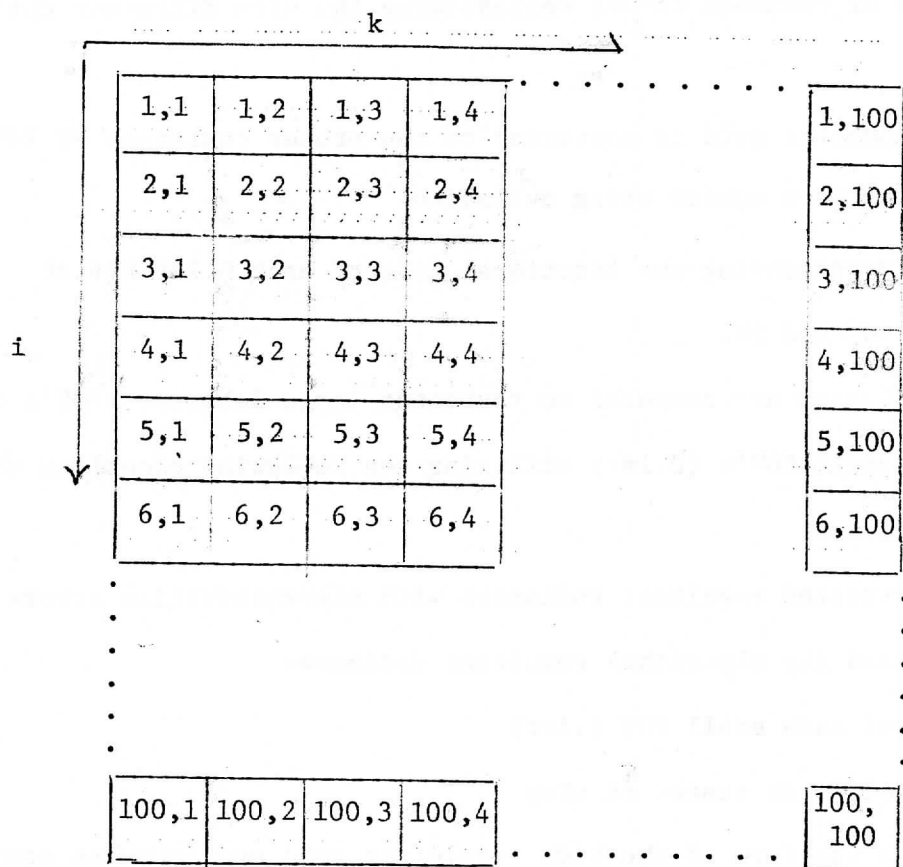 k
1,1 1,2 1,3 1,4 1,100
2,1 2,2 2,3 2,4 2,100
3,1 3,2 3,3 3,4 3,100
i
4,1 4,2 4,3 4,4 4,100
5,1 5,2 5,3 5,4 5,100
6,1 6,2 6,3 6,4 6,100
100,1 100,2 100,3 100,4 100,
100